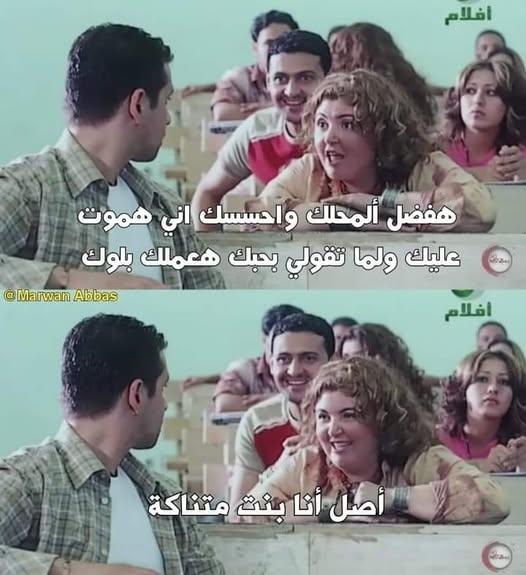 أفلام
هفضل ألمحلك واحسسك اني هموت
عليك ولما تقولي بحبك هعملك بلوك
@Marwan Abbas
أفلام
أصل أنا بنت متناكة